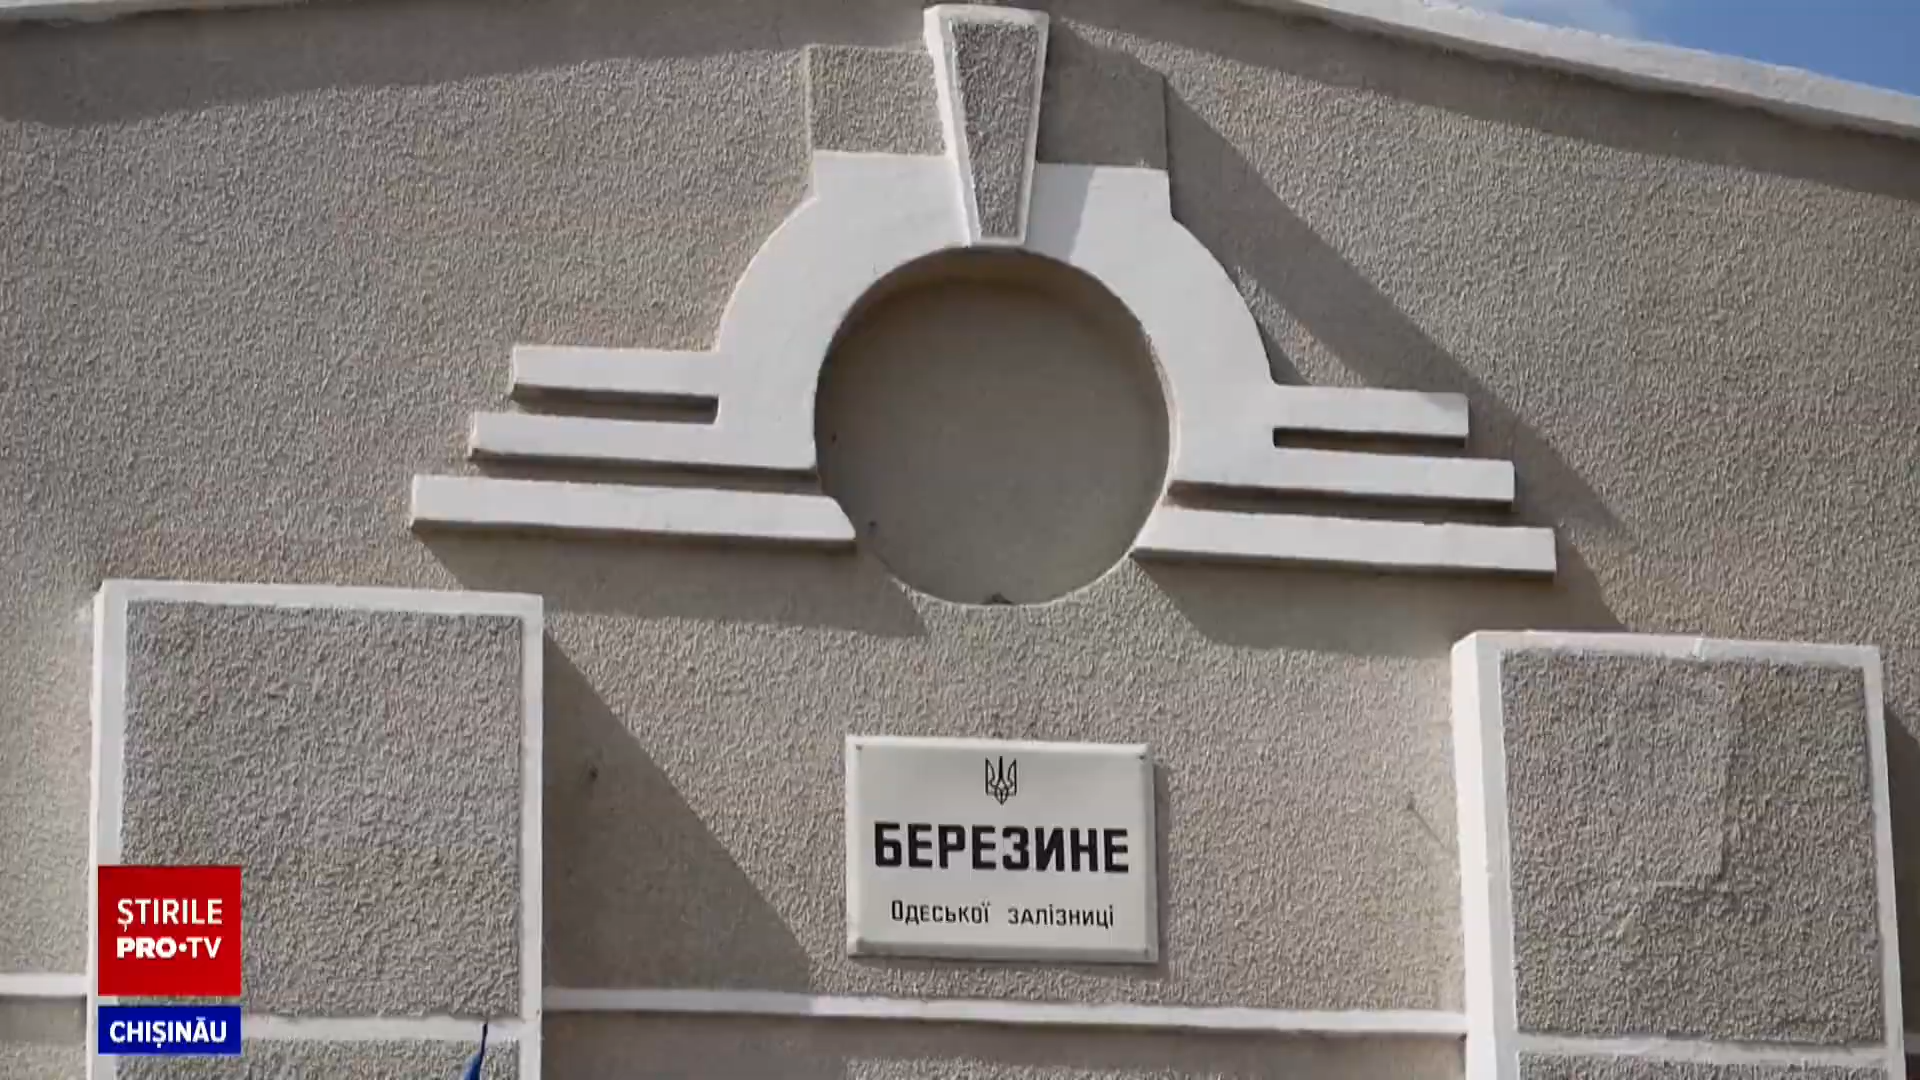 БЕРЕЗИНЕ
Одеської залізниці
ȘTIRILE
PRO•TV
CHIȘINĂU